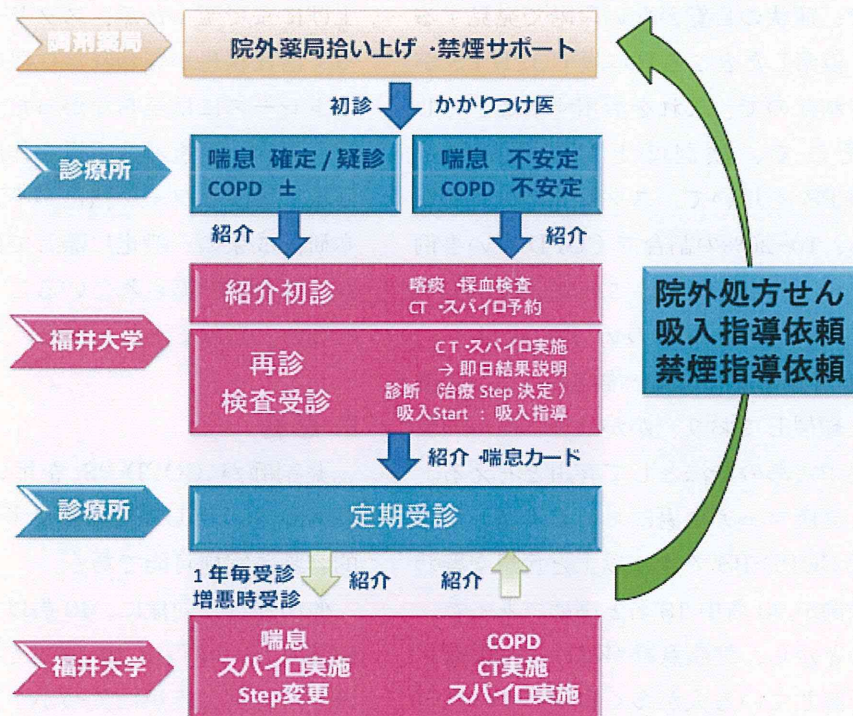 調剤薬局
院外薬局拾い上げ・禁煙サポート
初診
かかりつけ医
診療所
喘息 確定/疑診
COPD ±
喘息 不安定
COPD 不安定
紹介
紹介
福井大学
紹介初診
喀痰・採血検査
CT・スパイロ予約
再診
検査受診
CT・スパイロ実施
→ 即日結果説明
診断 (治療 Step 決定)
吸入Start : 吸入指導
院外処方せん
吸入指導依頼
禁煙指導依頼
紹介・喘息カード
診療所
定期受診
1年毎受診
増悪時受診
紹介
紹介
福井大学
喘息
スパイロ実施
Step変更
COPD
CT実施
スパイロ実施